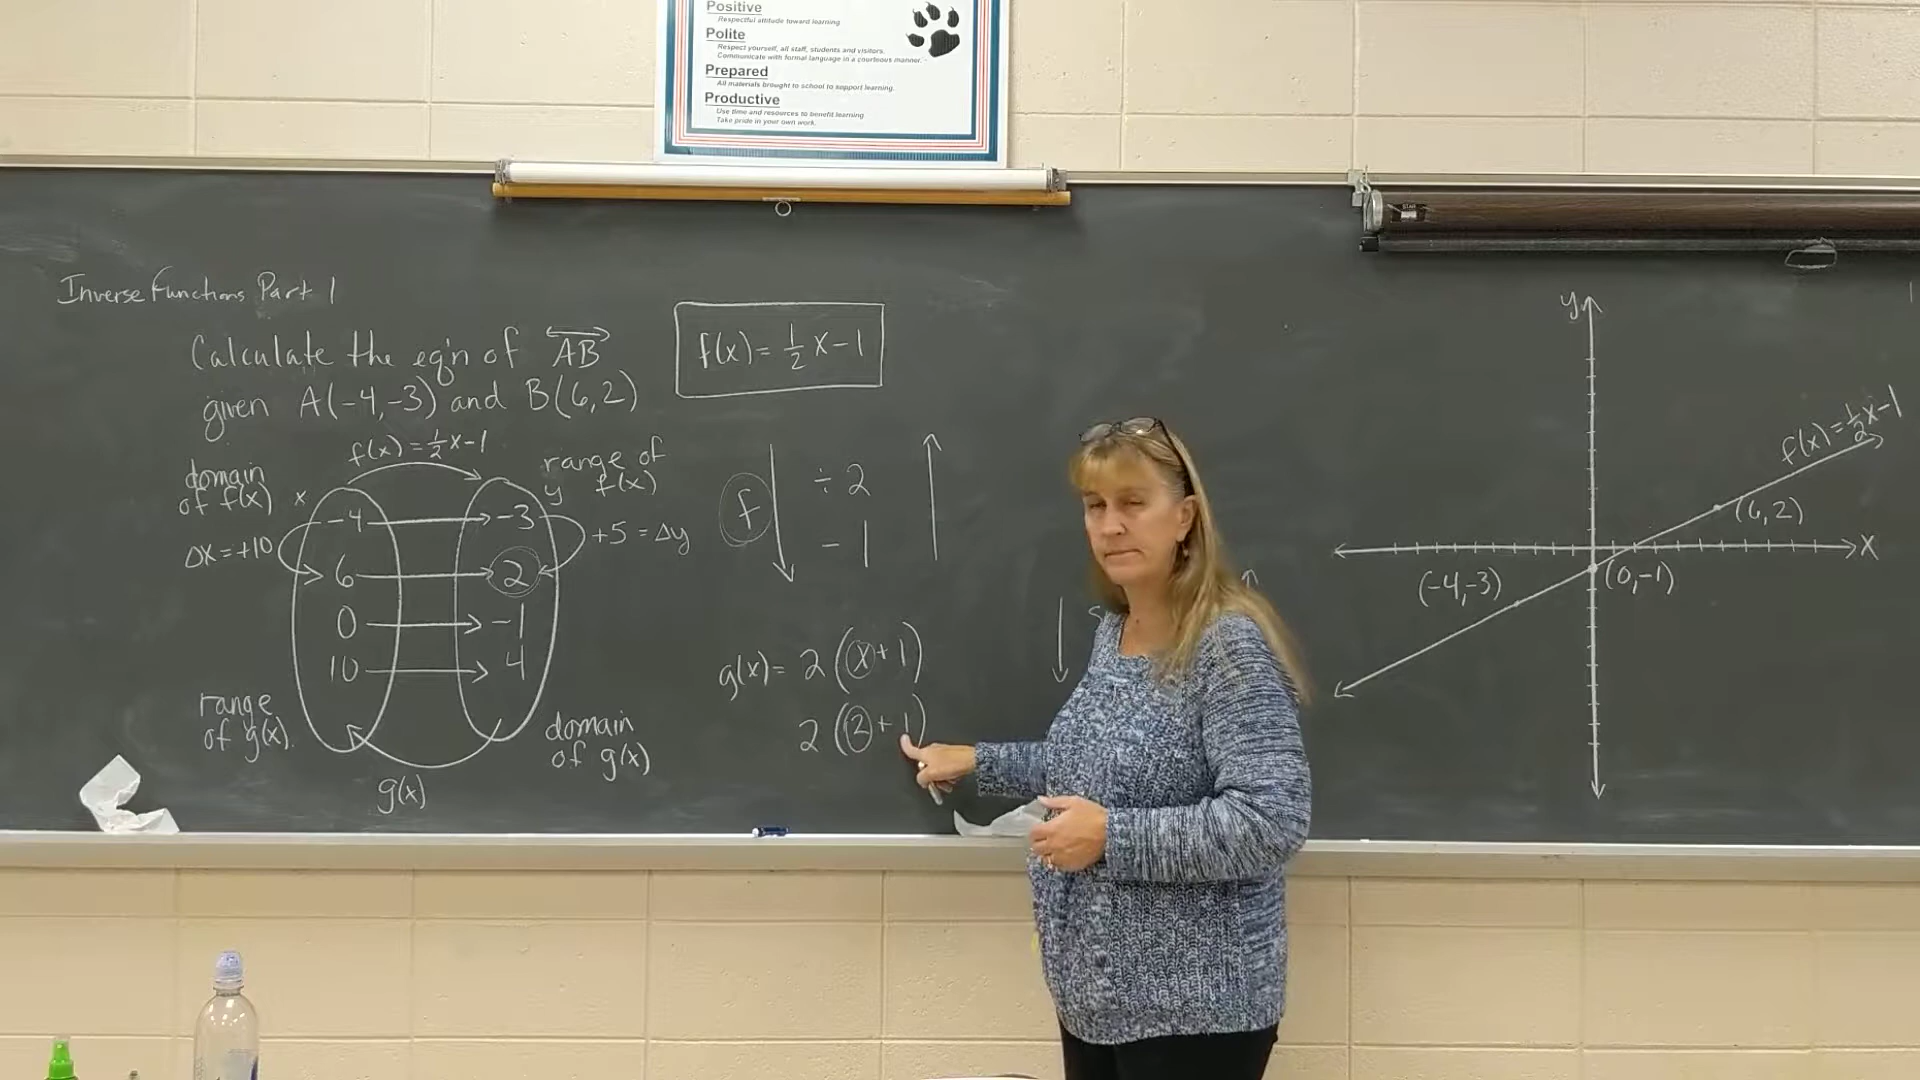 Positive
Respectful attitude toward learning
Polite
Respect yourself, all staff, students and visitors.
Communicate with formal language in a courteous manner.
Prepared
All materials brought to school to support learning.
Productive
Use time and resources to benefit learning
Take pride in your own work.
Inverse Functions Part 1
Calculate the eq'n of AB
given A(-4,-3) and B(6,2)
f(x) = 1/2 x - 1
f(x) = 1/2 x - 1
domain
of f(x)
x
range of
y f(x)
-4 -3
6 2
0 -1
10 4
Δx = +10
+5 = Δy
range
of g(x)
domain
of g(x)
g(x)
f
÷ 2
- 1
g(x) = 2(x + 1)
2(2 + 1)
y
x
f(x) = 1/2 x - 1
(6,2)
(-4,-3)
(0,-1)